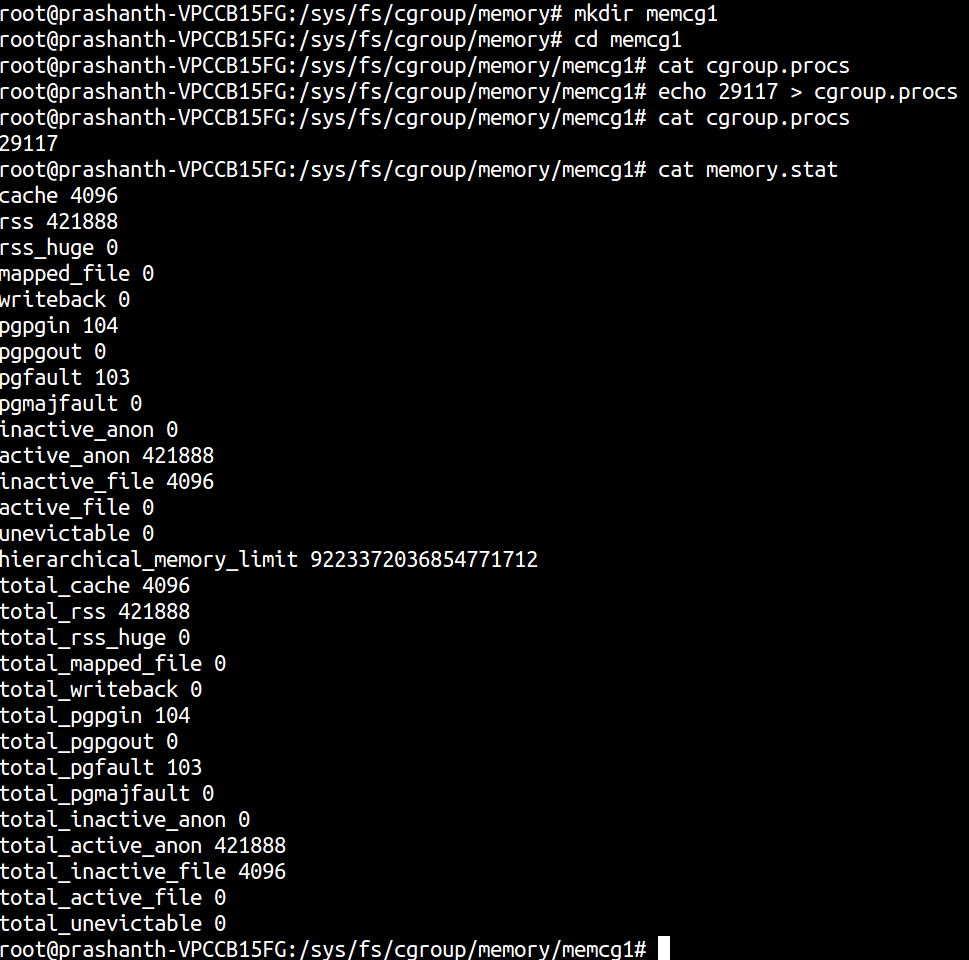 root@prashanth-VPCCB15FG:/sys/fs/cgroup/memory# mkdir memcg1
root@prashanth-VPCCB15FG:/sys/fs/cgroup/memory# cd memcg1
root@prashanth-VPCCB15FG:/sys/fs/cgroup/memory/memcg1# cat cgroup.procs
root@prashanth-VPCCB15FG:/sys/fs/cgroup/memory/memcg1# echo 29117 > cgroup.procs
root@prashanth-VPCCB15FG:/sys/fs/cgroup/memory/memcg1# cat cgroup.procs
29117
root@prashanth-VPCCB15FG:/sys/fs/cgroup/memory/memcg1# cat memory.stat
cache 4096
rss 421888
rss_huge 0
mapped_file 0
writeback 0
pgpgin 104
pgpgout 0
pgfault 103
pgmajfault 0
inactive_anon 0
active_anon 421888
inactive_file 4096
active_file 0
unevictable 0
hierarchical_memory_limit 9223372036854771712
total_cache 4096
total_rss 421888
total_rss_huge 0
total_mapped_file 0
total_writeback 0
total_pgpgin 104
total_pgpgout 0
total_pgfault 103
total_pgmajfault 0
total_inactive_anon 0
total_active_anon 421888
total_inactive_file 4096
total_active_file 0
total_unevictable 0
root@prashanth-VPCCB15FG:/sys/fs/cgroup/memory/memcg1#